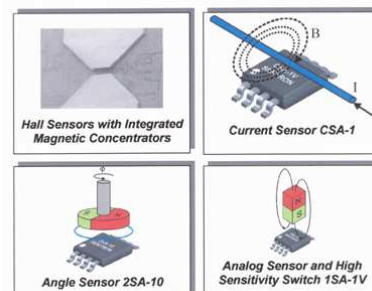 Hall Sensors with Integrated
Magnetic Concentrators
B
I
Current Sensor CSA-1
φ
N
S
Angle Sensor 2SA-10
N
S
Analog Sensor and High
Sensitivity Switch 1SA-1V